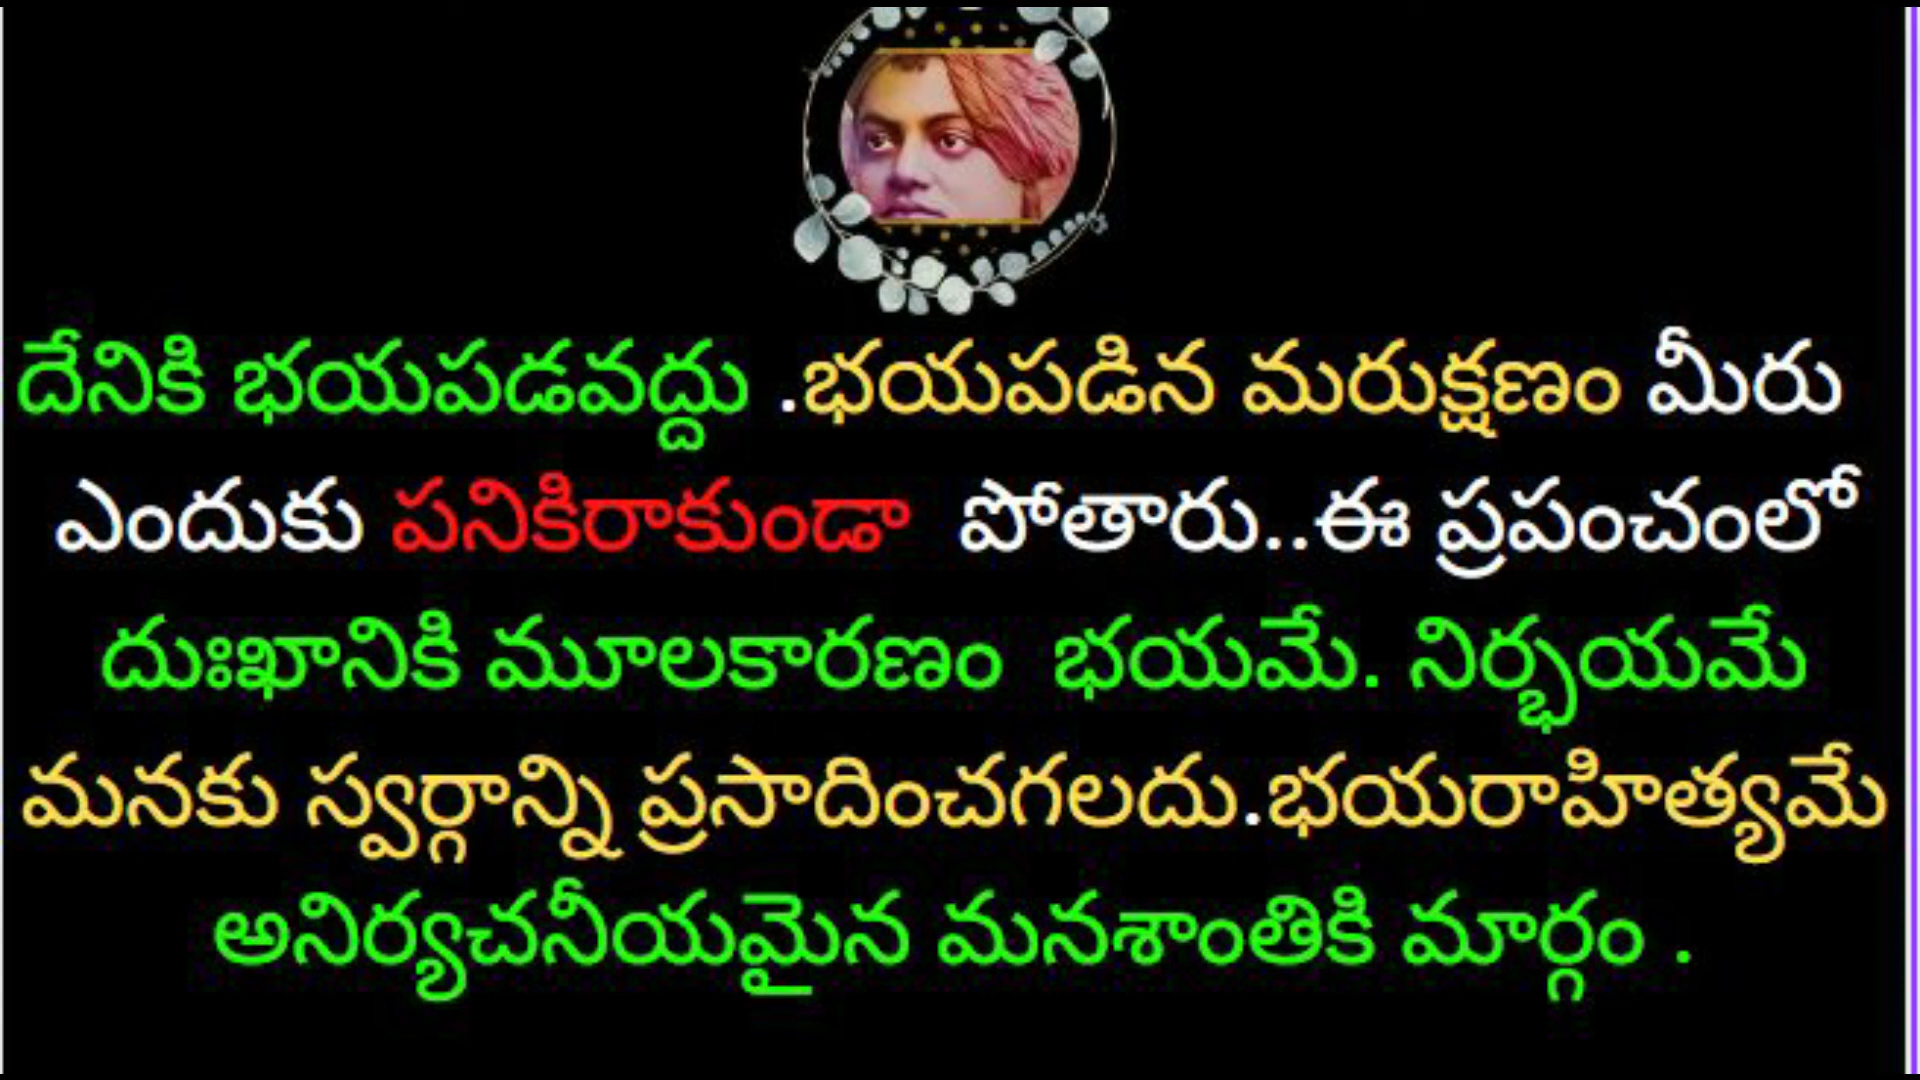 దేనికి భయపడవద్దు .భయపడిన మరుక్షణం మీరు
ఎందుకు పనికిరాకుండా పోతారు..ఈ ప్రపంచంలో
దుఃఖానికి మూలకారణం భయమే. నిర్భయమే
మనకు స్వర్గాన్ని ప్రసాదించగలదు.భయరాహిత్యమే
అనిర్యచనీయమైన మనశాంతికి మార్గం .